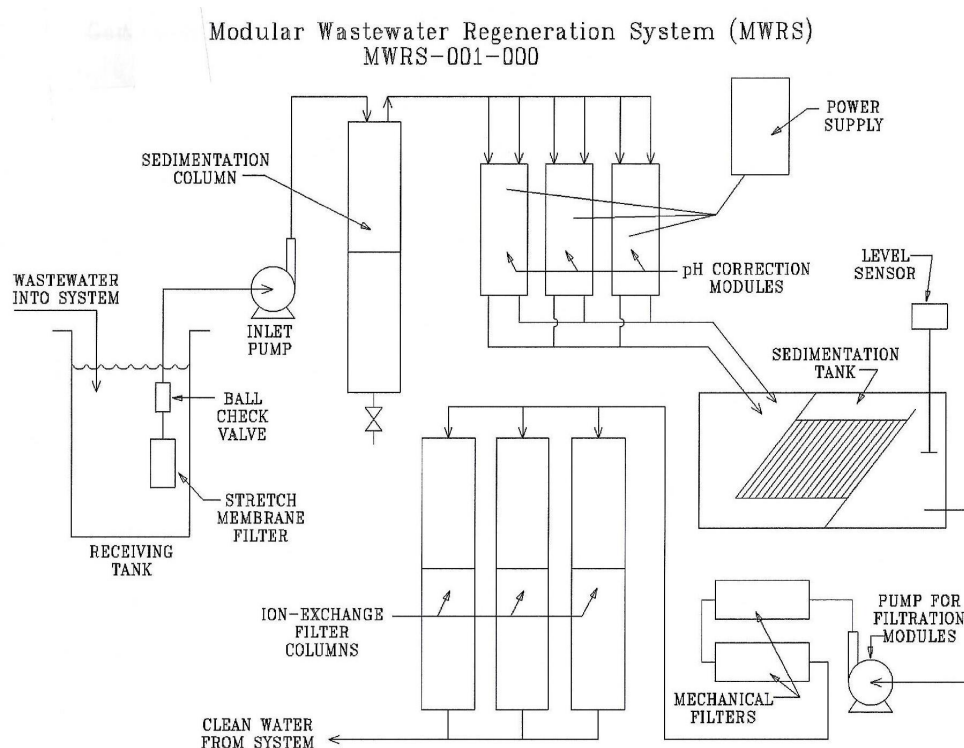 Modular Wastewater Regeneration System (MWRS)
MWRS-001-000
POWER
SUPPLY
SEDIMENTATION
COLUMN
WASTEWATER
INTO SYSTEM
INLET
PUMP
pH CORRECTION
MODULES
LEVEL
SENSOR
SEDIMENTATION
TANK
BALL
CHECK
VALVE
STRETCH
MEMBRANE
FILTER
RECEIVING
TANK
ION-EXCHANGE
FILTER
COLUMNS
PUMP FOR
FILTRATION
MODULES
MECHANICAL
FILTERS
CLEAN WATER
FROM SYSTEM